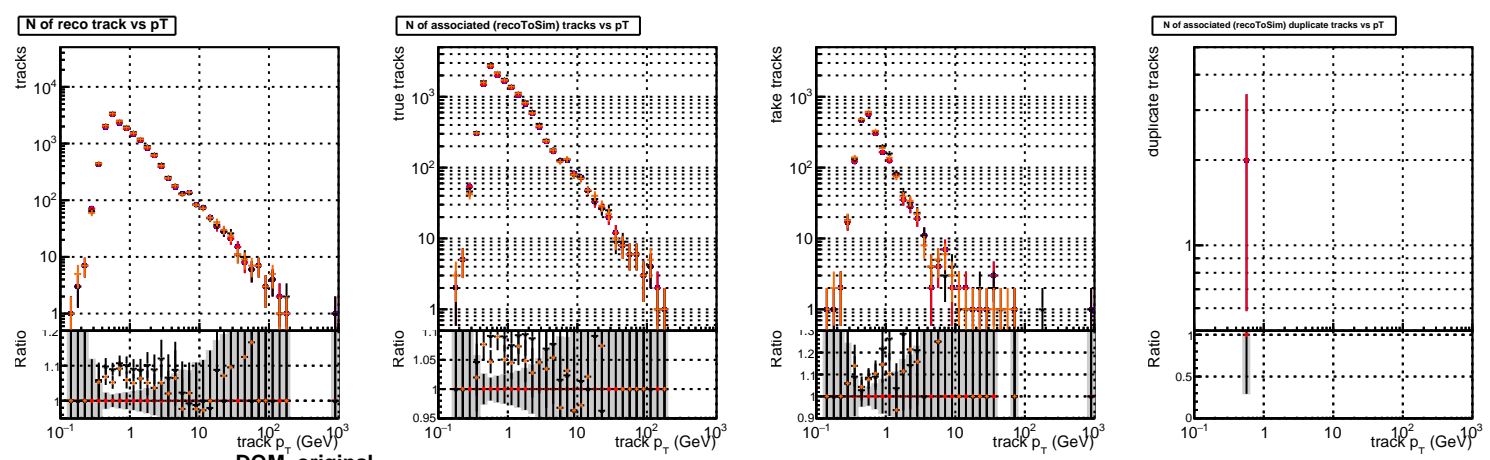 N of reco track vs pT
tracks
10^4
10^3
10^2
10
1
Ratio
1.2
1.1
1
10^-1 1 10 10^2 10^3
track p_T (GeV)
N of associated (recoToSim) tracks vs pT
true tracks
10^3
10^2
10
1
Ratio
1.1
1.05
1
0.95
10^-1 1 10 10^2 10^3
track p_T (GeV)
fake tracks
10^3
10^2
10
1
Ratio
1.3
1.2
1.1
1
0.9
10^-1 1 10 10^2 10^3
track p_T (GeV)
N of associated (recoToSim) duplicate tracks vs pT
duplicate tracks
1
Ratio
1
0.5
0
10^-1 1 10 10^2 10^3
track p_T (GeV)